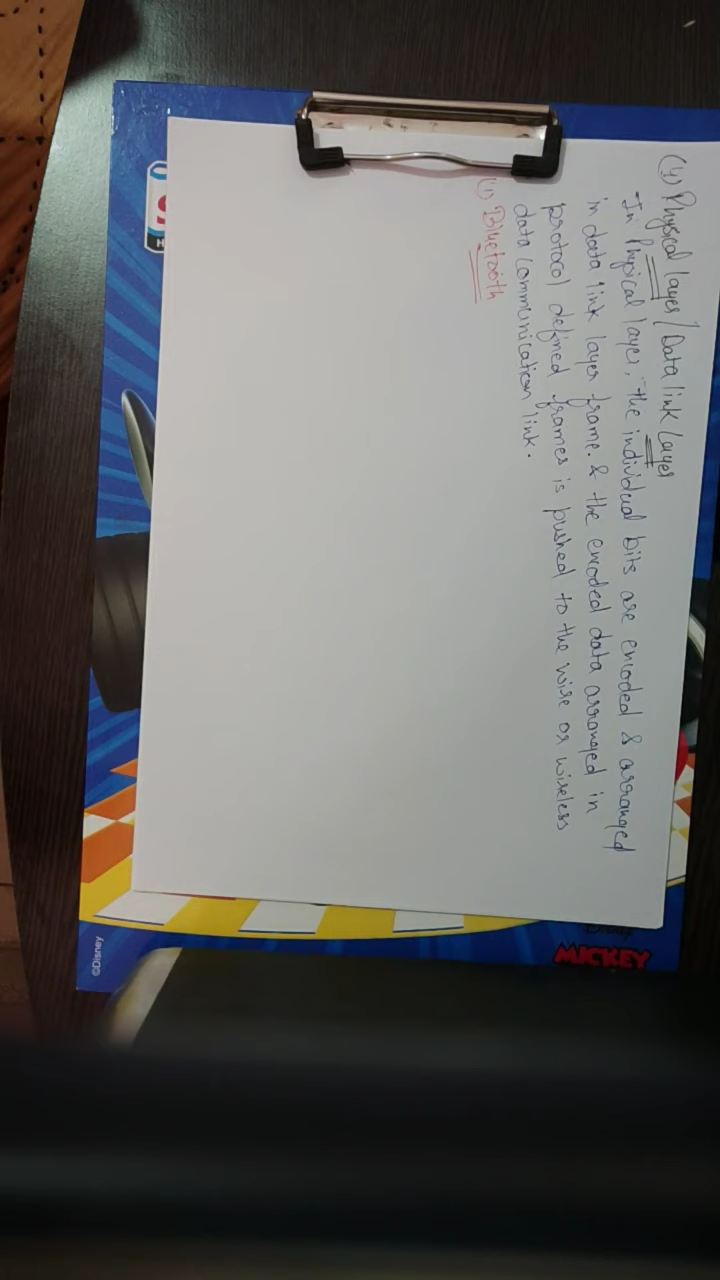 (4) Physical layer / Data link Layer
In Physical layer, the individual bits are encoded & arranged
in data link layer frame. & the encoded data arranged in
protocol defined frames is pushed to the wire or wireless
data communication link.
(1) Bluetooth
MICKEY
©Disney